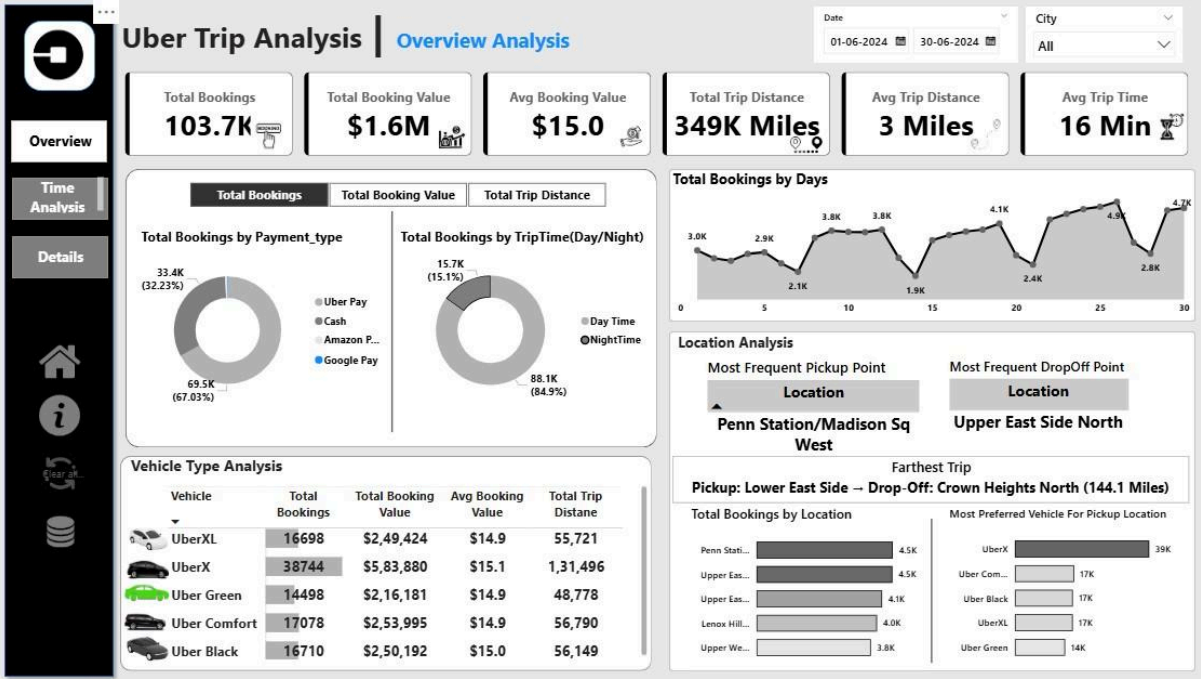 Uber Trip Analysis | Overview Analysis
Date
01-06-2024 30-06-2024
City
All
Overview
Time
Analysis
Details
Total Bookings
103.7K
Total Booking Value
$1.6M
Avg Booking Value
$15.0
Total Trip Distance
349K Miles
Avg Trip Distance
3 Miles
Avg Trip Time
16 Min
Total Bookings
Total Booking Value
Total Trip Distance
Total Bookings by Payment_type
33.4K
(32.23%)
69.5K
(67.03%)
Uber Pay
Cash
Amazon P...
Google Pay
Total Bookings by TripTime(Day/Night)
15.7K
(15.1%)
88.1K
(84.9%)
Day Time
NightTime
Total Bookings by Days
3.0K
2.9K
2.1K
3.8K
3.8K
1.9K
4.1K
2.4K
4.9K
2.8K
4.7K
0 5 10 15 20 25 30
Vehicle Type Analysis
Vehicle Total Bookings Total Booking Value Avg Booking Value Total Trip Distane
UberXL 16698 $2,49,424 $14.9 55,721
UberX 38744 $5,83,880 $15.1 1,31,496
Uber Green 14498 $2,16,181 $14.9 48,778
Uber Comfort 17078 $2,53,995 $14.9 56,790
Uber Black 16710 $2,50,192 $15.0 56,149
Location Analysis
Most Frequent Pickup Point
Location
Penn Station/Madison Sq
West
Most Frequent DropOff Point
Location
Upper East Side North
Farthest Trip
Pickup: Lower East Side → Drop-Off: Crown Heights North (144.1 Miles)
Total Bookings by Location
Penn Stati... 4.5K
Upper Eas... 4.5K
Upper Eas... 4.1K
Lenox Hill... 4.0K
Upper We... 3.8K
Most Preferred Vehicle For Pickup Location
UberX 39K
Uber Com... 17K
Uber Black 17K
UberXL 17K
Uber Green 14K